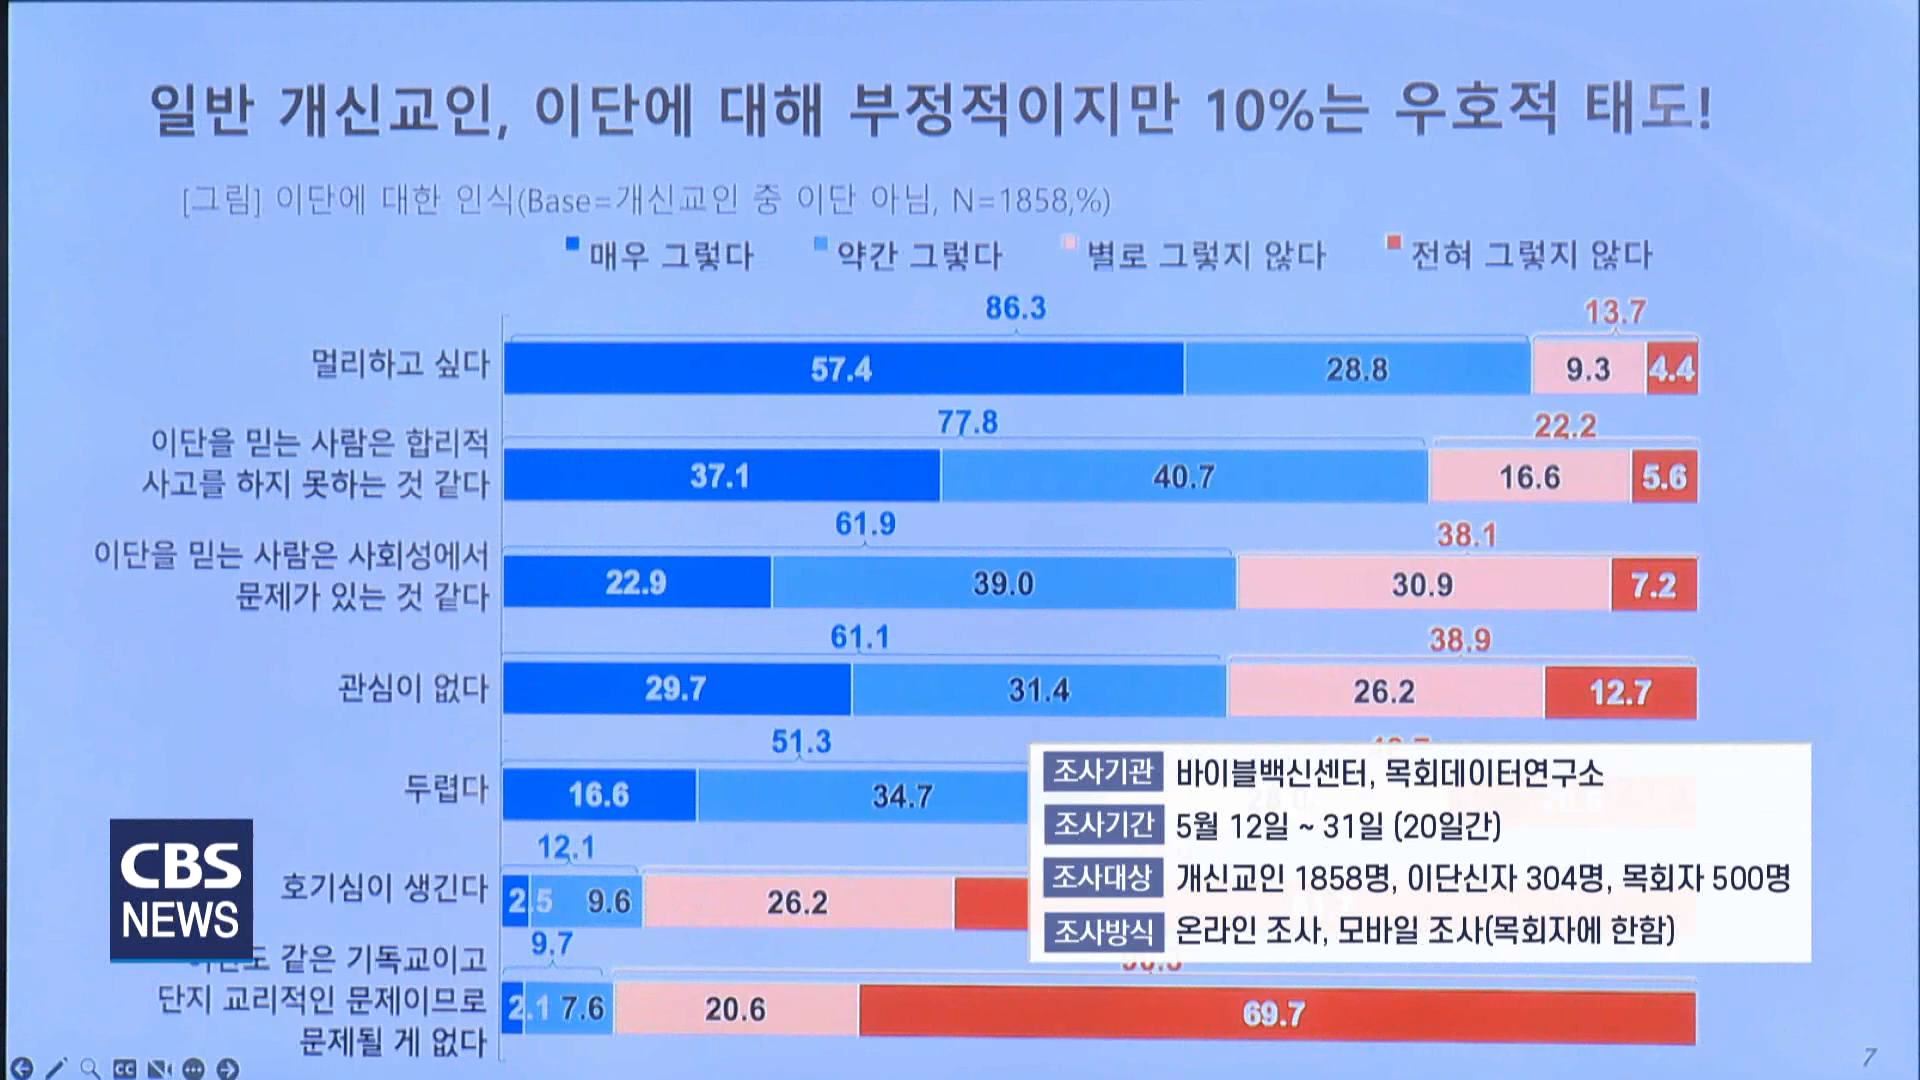 일반 개신교인, 이단에 대해 부정적이지만 10%는 우호적 태도!
[그림] 이단에 대한 인식(Base=개신교인 중 이단 아님, N=1858,%)
매우 그렇다 약간 그렇다 별로 그렇지 않다 전혀 그렇지 않다
86.3 13.7
멀리하고 싶다 57.4 28.8 9.3 4.4
77.8 22.2
이단을 믿는 사람은 합리적
사고를 하지 못하는 것 같다
37.1 40.7 16.6 5.6
61.9 38.1
이단을 믿는 사람은 사회성에서
문제가 있는 것 같다
22.9 39.0 30.9 7.2
61.1 38.9
관심이 없다 29.7 31.4 26.2 12.7
51.3
두렵다 16.6 34.7
12.1
호기심이 생긴다 2.5 9.6 26.2
9.7
같은 기독교이고
단지 교리적인 문제이므로
문제될 게 없다
2.1 7.6 20.6 69.7
조사기관 바이블백신센터, 목회데이터연구소
조사기간 5월 12일 ~ 31일 (20일간)
조사대상 개신교인 1858명, 이단신자 304명, 목회자 500명
조사방식 온라인 조사, 모바일 조사(목회자에 한함)
CBS
NEWS
CC
7